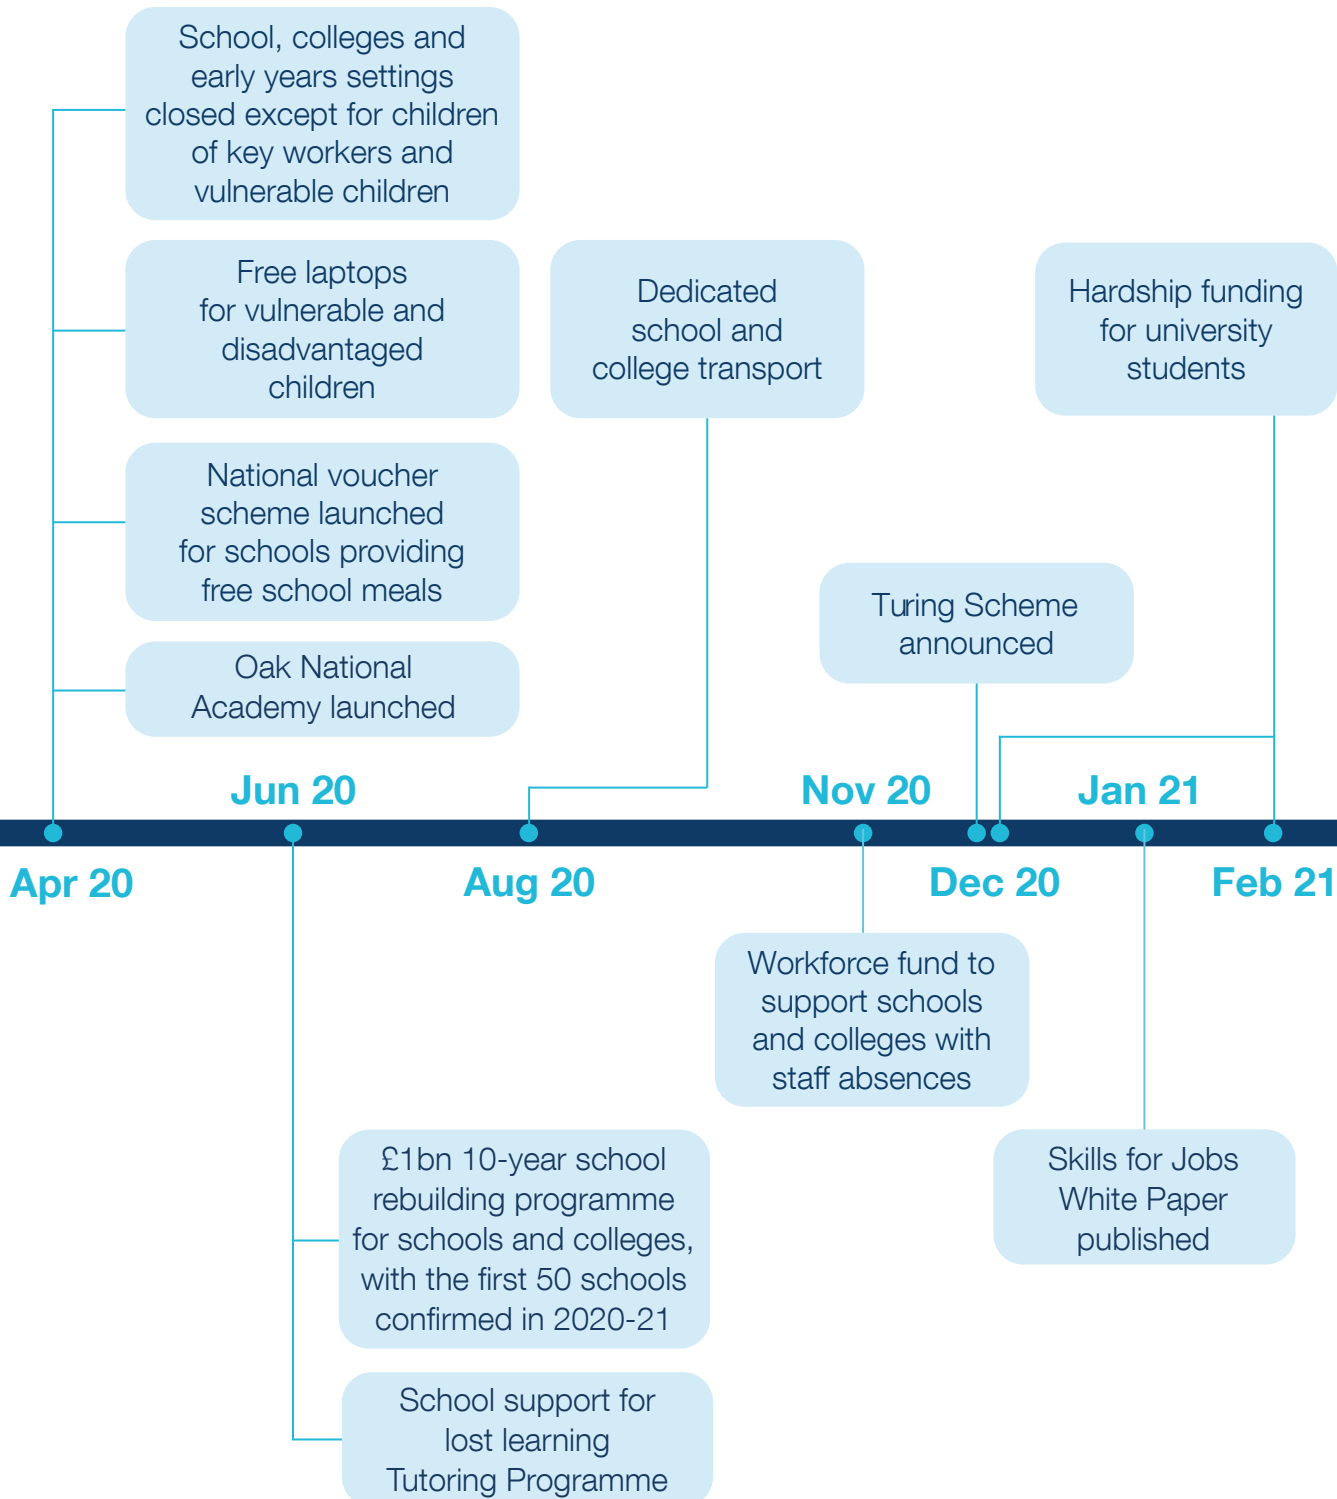 School, colleges and
early years settings
closed except for children
of key workers and
vulnerable children
Free laptops
for vulnerable and
disadvantaged
children
National voucher
scheme launched
for schools providing
free school meals
Oak National
Academy launched
Dedicated
school and
college transport
Hardship funding
for university
students
Turing Scheme
announced
Jun 20
Nov 20
Jan 21
Apr 20
Aug 20
Dec 20
Feb 21
Workforce fund to
support schools
and colleges with
staff absences
£1bn 10-year school
rebuilding programme
for schools and colleges,
with the first 50 schools
confirmed in 2020-21
Skills for Jobs
White Paper
published
School support for
lost learning
Tutoring Programme